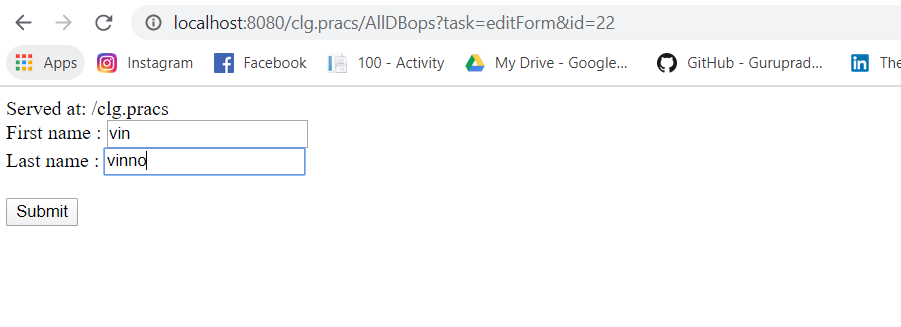 localhost:8080/clg.pracs/AllDBops?task=editForm&id=22
Apps Instagram Facebook 100 - Activity My Drive - Google... GitHub - Guruprad... The
Served at: /clg.pracs
First name : vin
Last name : vinno
Submit